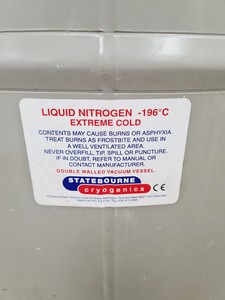 LIQUID NITROGEN -196°C
EXTREME COLD
CONTENTS MAY CAUSE BURNS OR ASPHYXIA.
TREAT BURNS AS FROSTBITE AND USE IN
A WELL VENTILATED AREA.
NEVER OVERFILL, TIP, SPILL OR PUNCTURE.
IF IN DOUBT, REFER TO MANUAL OR
CONTACT MANUFACTURER.
DOUBLE WALLED VACUUM VESSEL.
STATEBOURNE
cryogenics CE